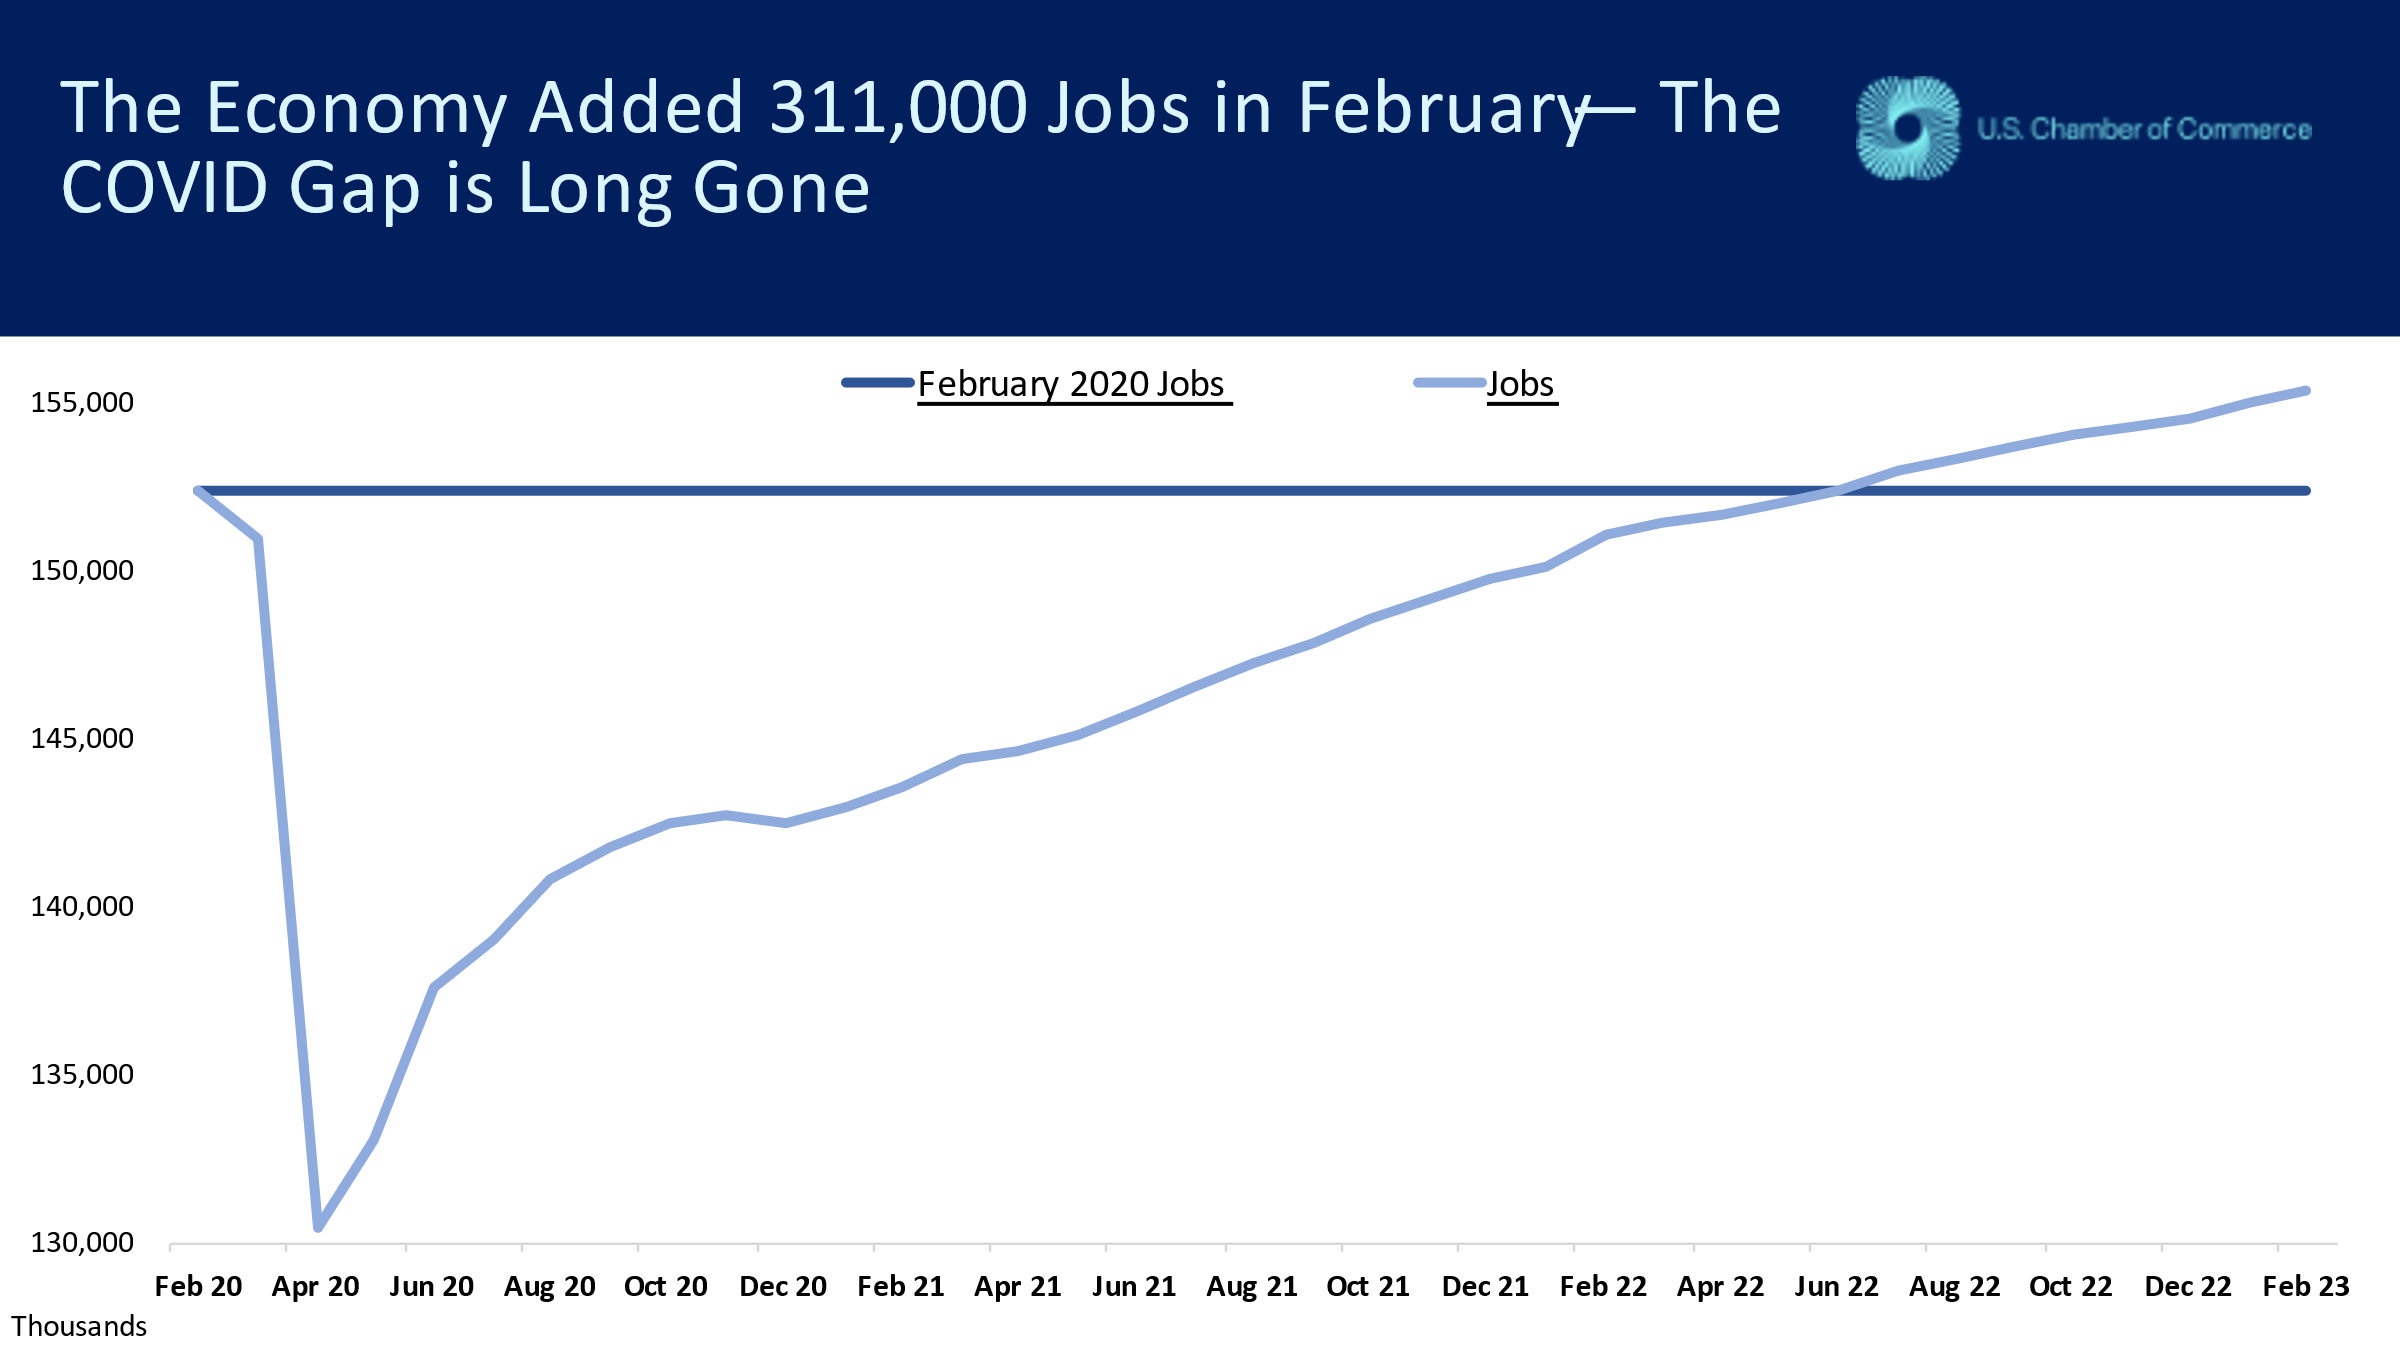 The Economy Added 311,000 Jobs in February— The
COVID Gap is Long Gone
U.S. Chamber of Commerce
February 2020 Jobs
Jobs
155,000
150,000
145,000
140,000
135,000
130,000
Feb 20 Apr 20 Jun 20 Aug 20 Oct 20 Dec 20 Feb 21 Apr 21 Jun 21 Aug 21 Oct 21 Dec 21 Feb 22 Apr 22 Jun 22 Aug 22 Oct 22 Dec 22 Feb 23
Thousands